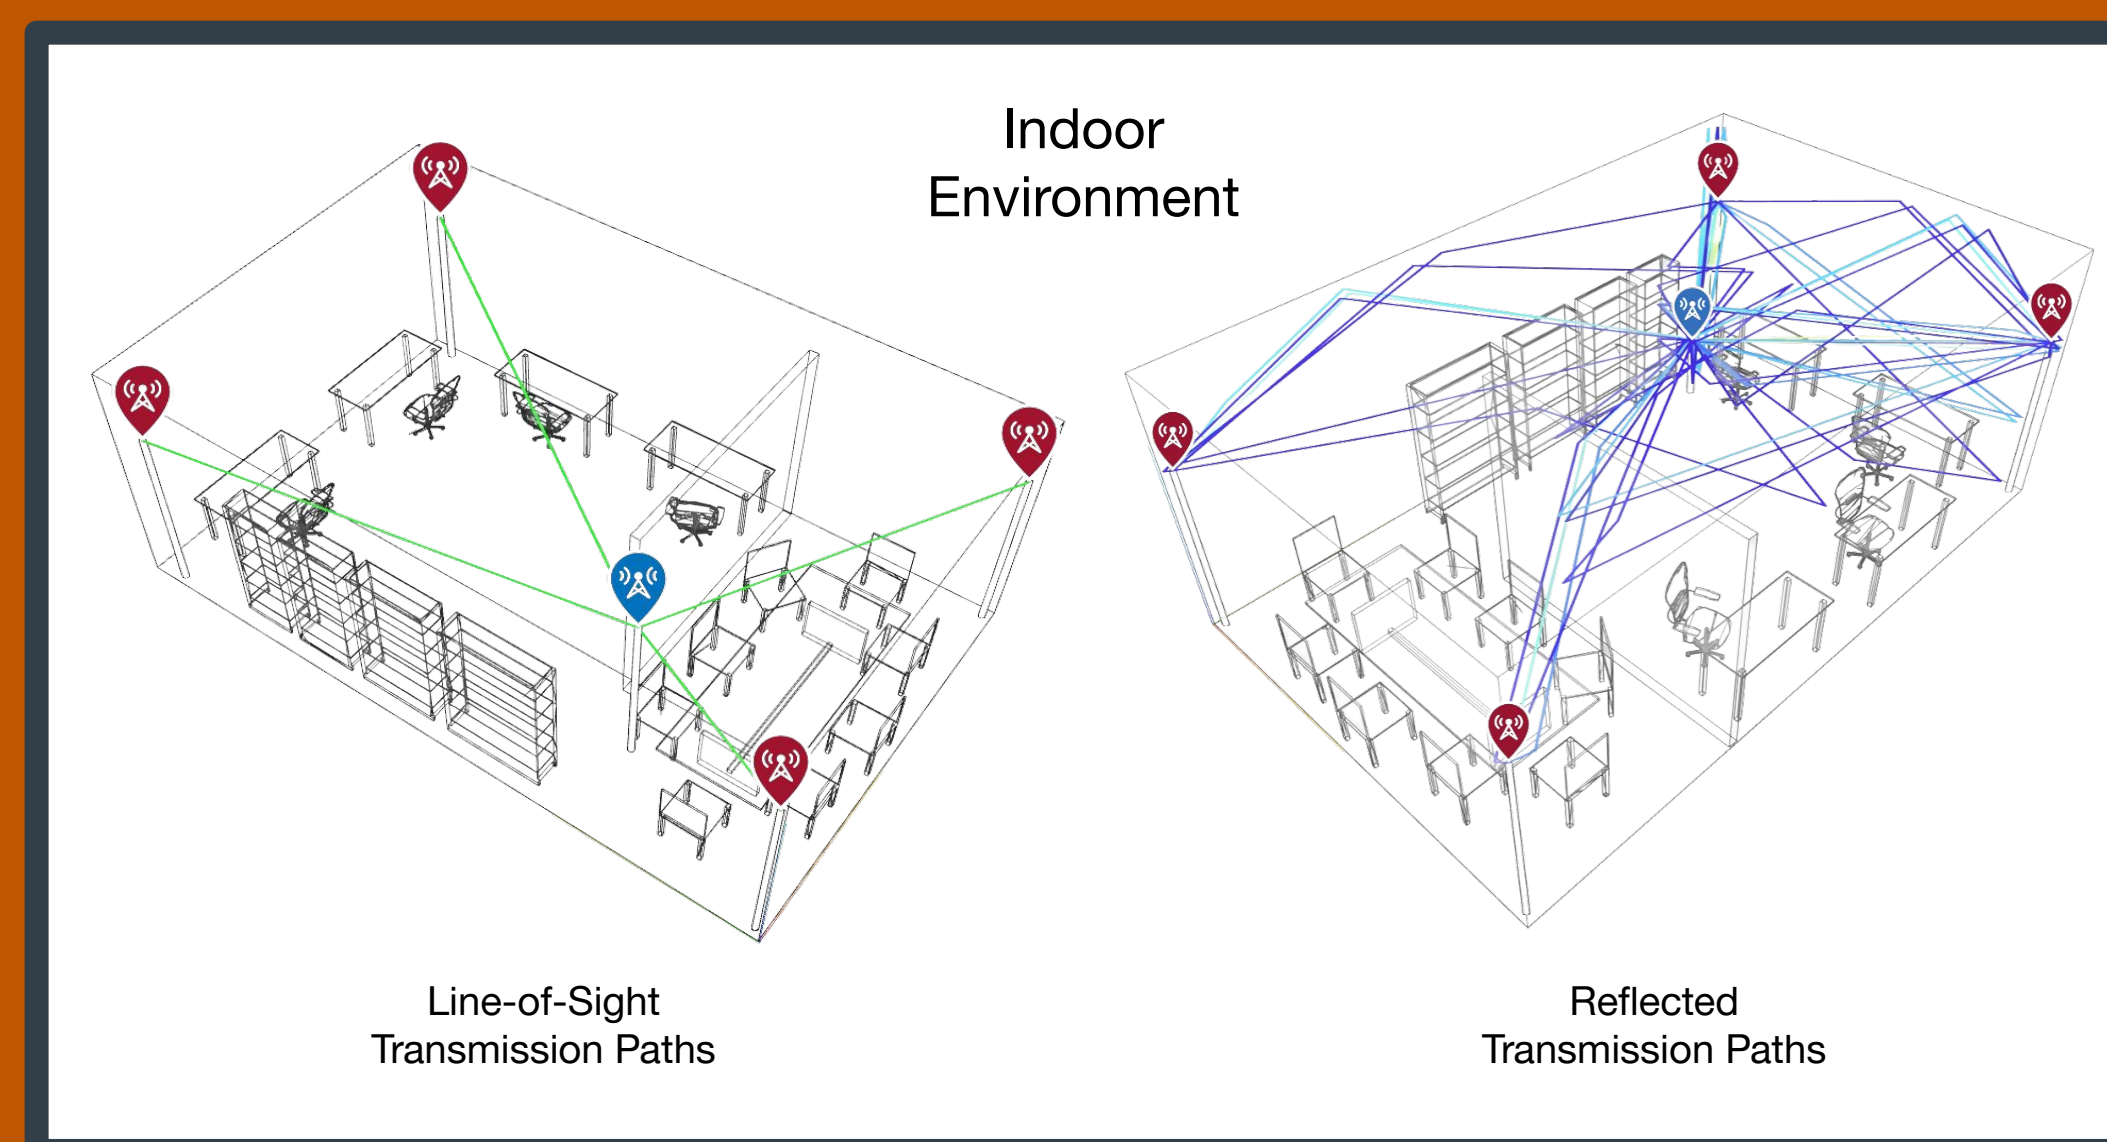 Indoor
Environment
Line-of-Sight
Transmission Paths
Reflected
Transmission Paths